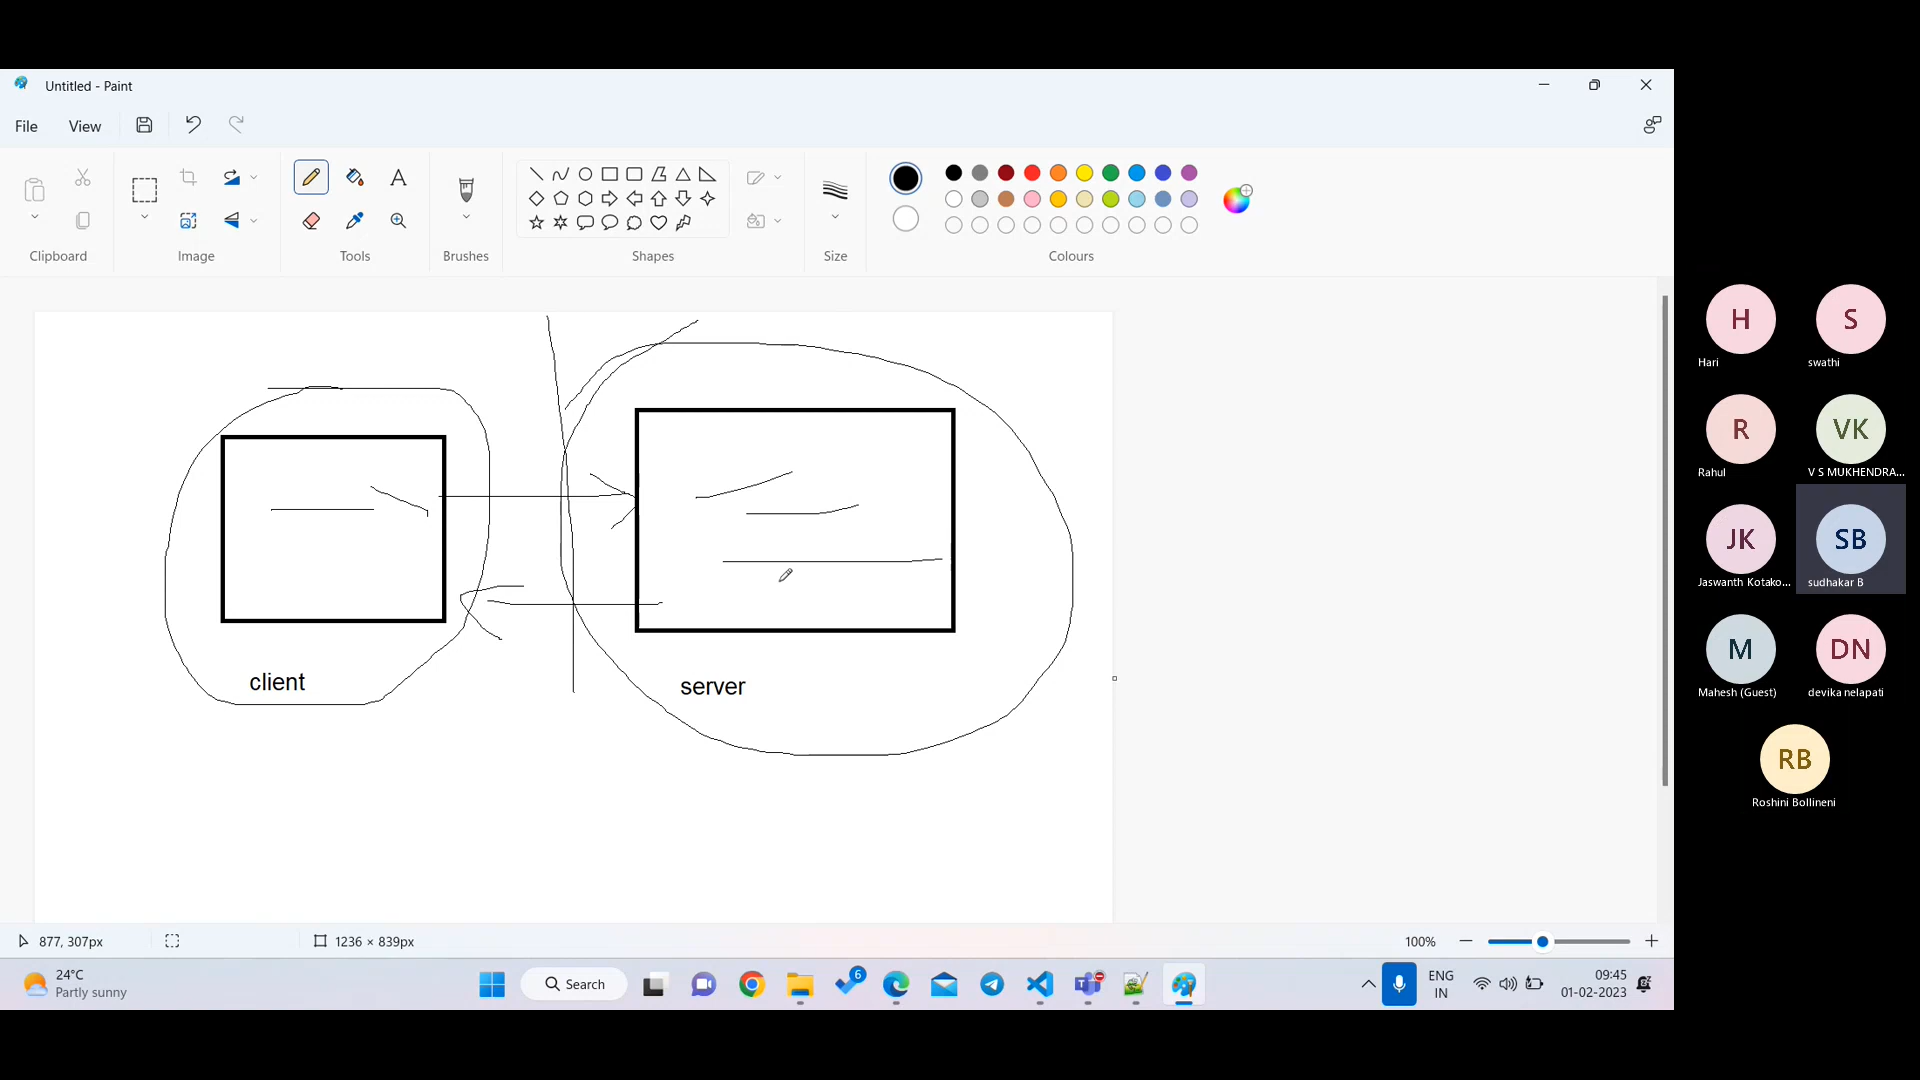 Untitled - Paint
File View
Clipboard Image Tools Brushes Shapes Size Colours
client
server
H
Hari
S
swathi
R
Rahul
VK
V S MUKHENDRA...
JK
Jaswanth Kotako...
SB
sudhakar B
M
Mahesh (Guest)
DN
devika nelapati
RB
Roshini Bollineni
877, 307px
1236 × 839px
100%
24°C
Partly sunny
Search
6
ENG
IN
09:45
01-02-2023